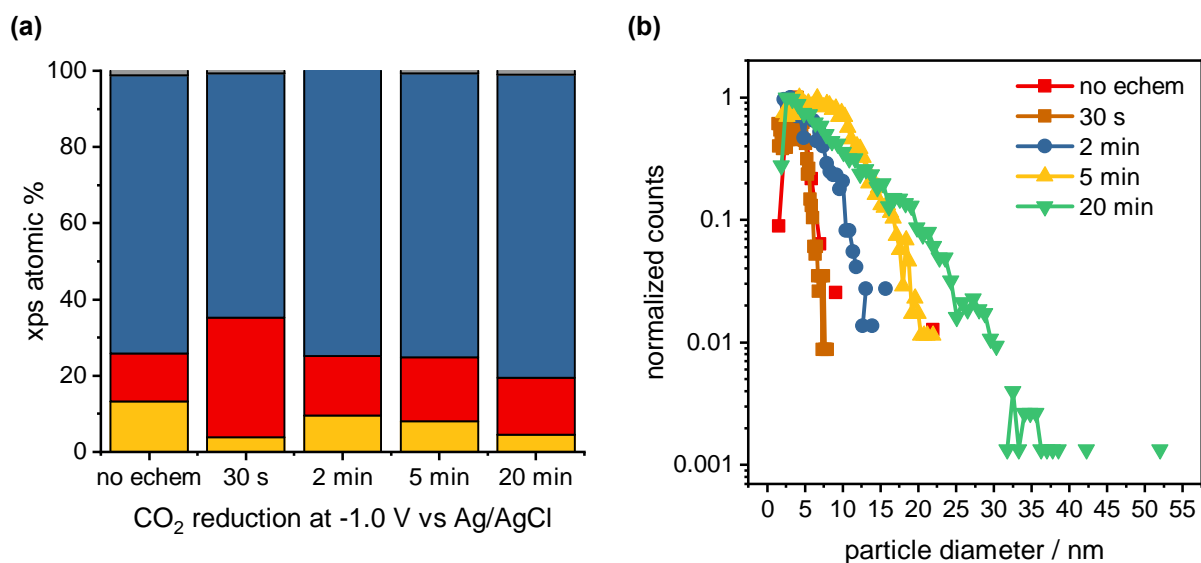 (a)
xps atomic %
100
80
60
40
20
0
no echem 30 s 2 min 5 min 20 min
CO₂ reduction at -1.0 V vs Ag/AgCl
(b)
normalized counts
1
0.1
0.01
0.001
no echem
30 s
2 min
5 min
20 min
0 5 10 15 20 25 30 35 40 45 50 55
particle diameter / nm